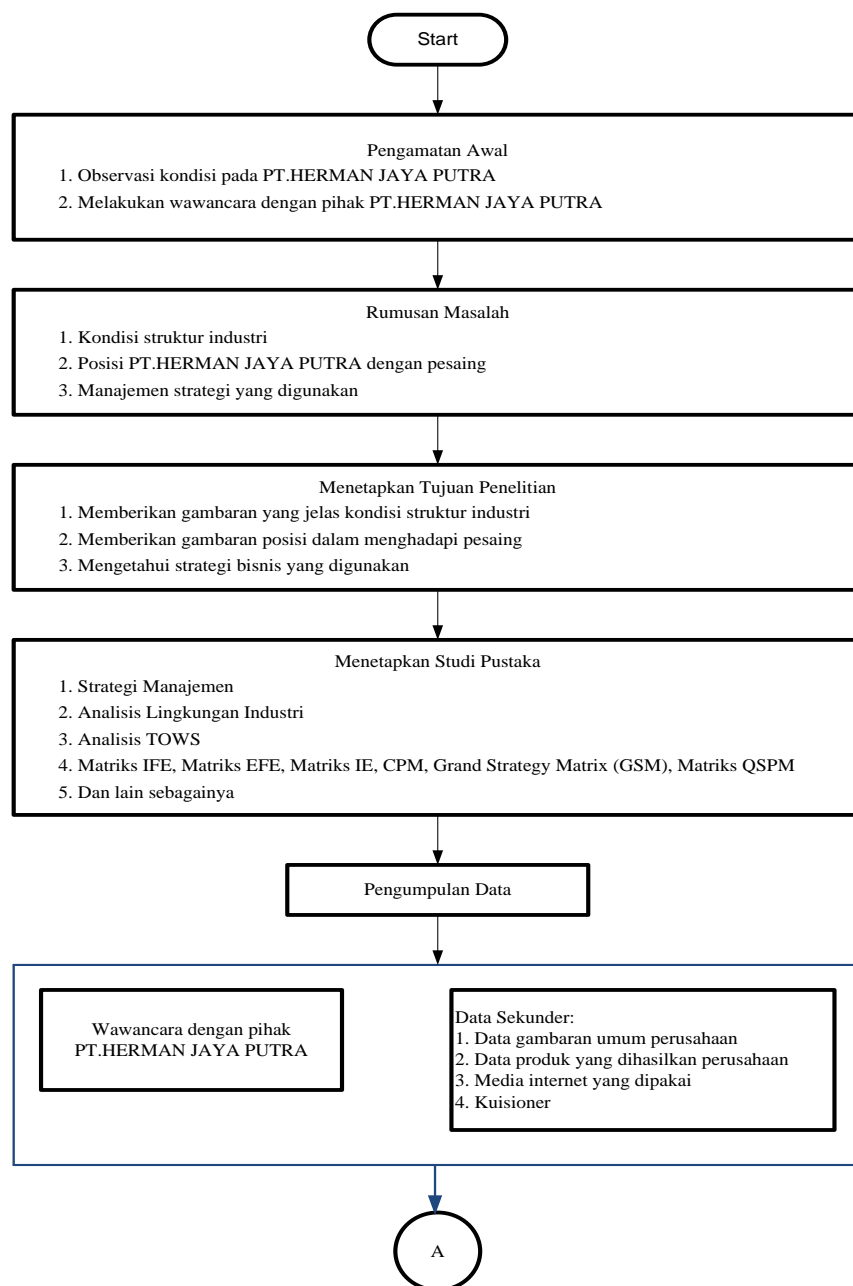 Start
Pengamatan Awal
1. Observasi kondisi pada PT.HERMAN JAYA PUTRA
2. Melakukan wawancara dengan pihak PT.HERMAN JAYA PUTRA
Rumusan Masalah
1. Kondisi struktur industri
2. Posisi PT.HERMAN JAYA PUTRA dengan pesaing
3. Manajemen strategi yang digunakan
Menetapkan Tujuan Penelitian
1. Memberikan gambaran yang jelas kondisi struktur industri
2. Memberikan gambaran posisi dalam menghadapi pesaing
3. Mengetahui strategi bisnis yang digunakan
Menetapkan Studi Pustaka
1. Strategi Manajemen
2. Analisis Lingkungan Industri
3. Analisis TOWS
4. Matriks IFE, Matriks EFE, Matriks IE, CPM, Grand Strategy Matrix (GSM), Matriks QSPM
5. Dan lain sebagainya
Pengumpulan Data
Wawancara dengan pihak
PT.HERMAN JAYA PUTRA
Data Sekunder:
1. Data gambaran umum perusahaan
2. Data produk yang dihasilkan perusahaan
3. Media internet yang dipakai
4. Kuisioner
A